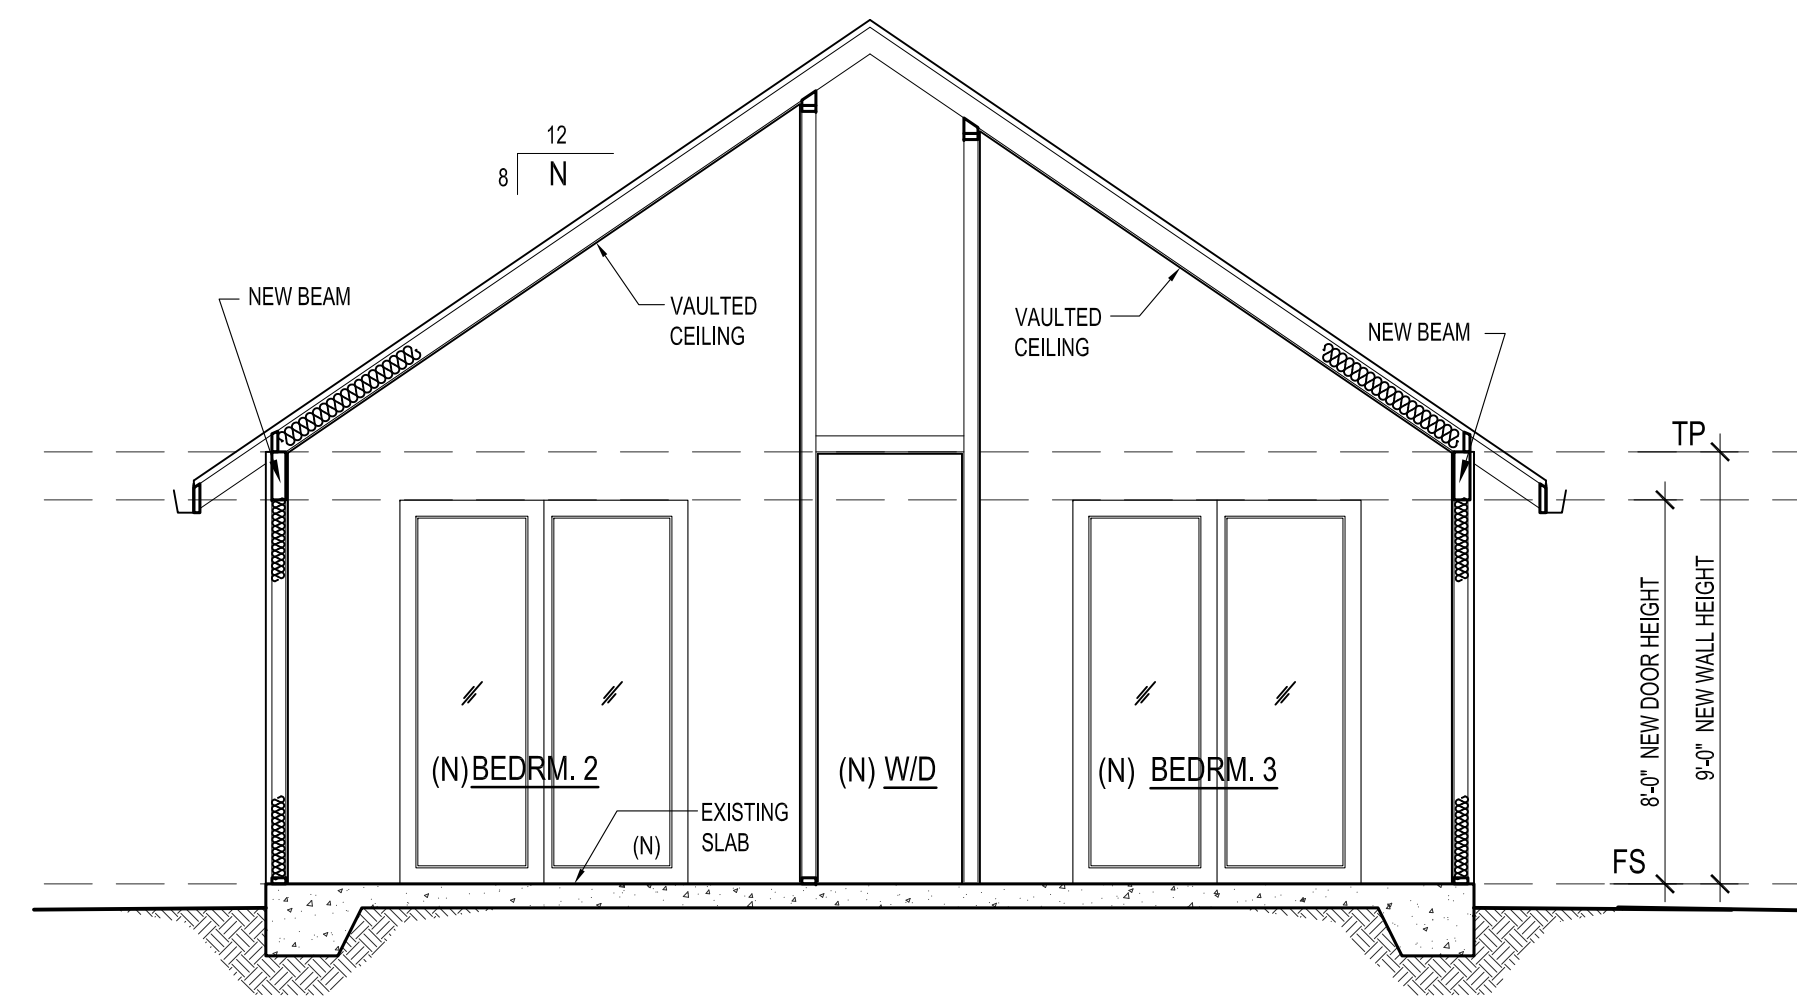 12
8
N
NEW BEAM
VAULTED
CEILING
VAULTED
CEILING
NEW BEAM
TP
8'-0" NEW DOOR HEIGHT
9'-0" NEW WALL HEIGHT
(N) BEDRM. 2
(N) W/D
(N) BEDRM. 3
EXISTING
SLAB
(N)
FS